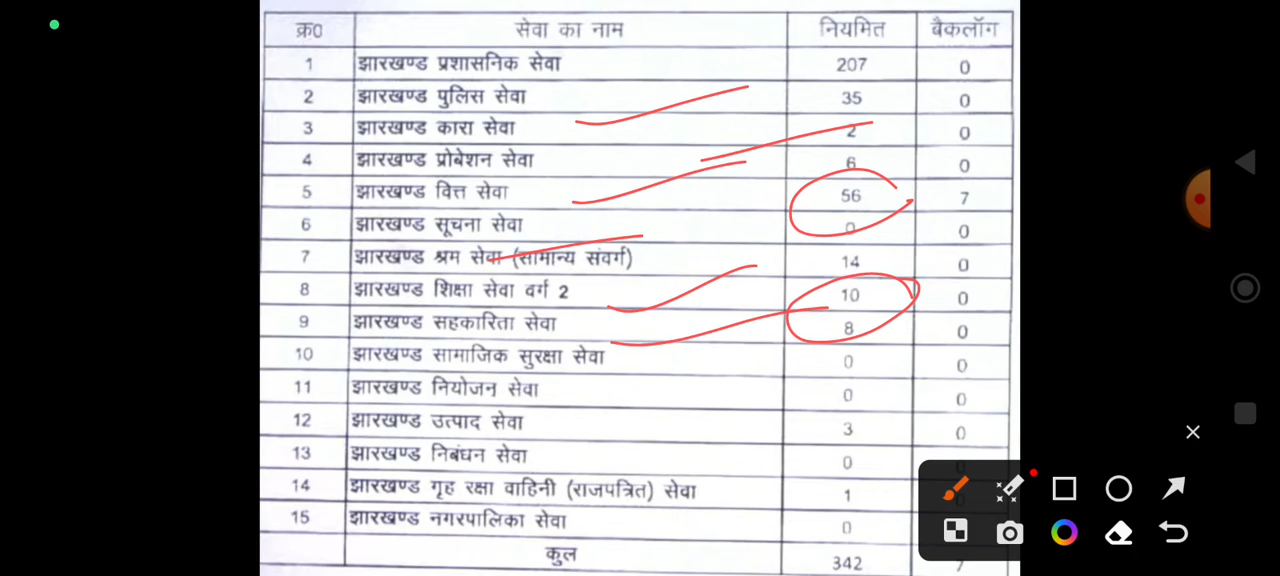 क्र0 सेवा का नाम नियमित बैकलॉग
1 झारखण्ड प्रशासनिक सेवा 207 0
2 झारखण्ड पुलिस सेवा 35 0
3 झारखण्ड कारा सेवा 2 0
4 झारखण्ड प्रोबेशन सेवा 6 0
5 झारखण्ड वित्त सेवा 56 7
6 झारखण्ड सूचना सेवा 0 0
7 झारखण्ड श्रम सेवा (सामान्य संवर्ग) 14 0
8 झारखण्ड शिक्षा सेवा वर्ग 2 10 0
9 झारखण्ड सहकारिता सेवा 8 0
10 झारखण्ड सामाजिक सुरक्षा सेवा 0 0
11 झारखण्ड नियोजन सेवा 0 0
12 झारखण्ड उत्पाद सेवा 3 0
13 झारखण्ड निबंधन सेवा 0 0
14 झारखण्ड गृह रक्षा वाहिनी (राजपत्रित) सेवा 1 0
15 झारखण्ड नगरपालिका सेवा 0
कुल 342 7